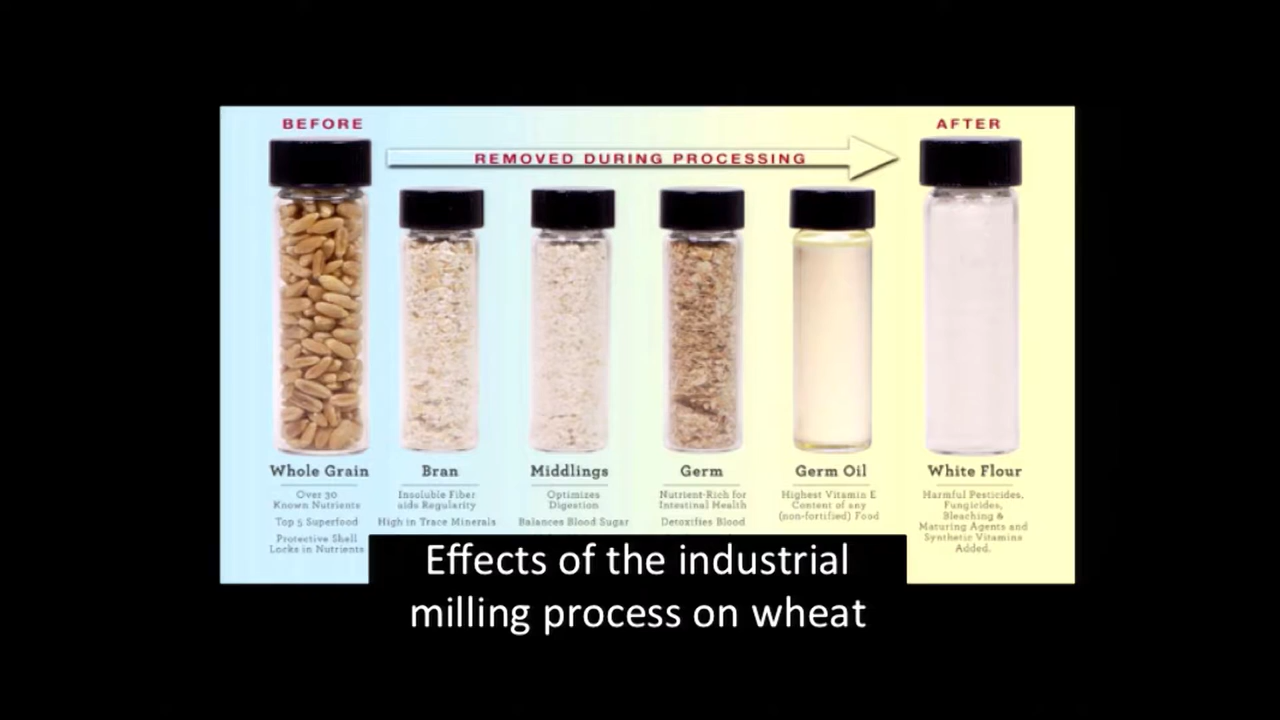 BEFORE
AFTER
REMOVED DURING PROCESSING
Whole Grain
Over 30
Known Nutrients
Top 5 Superfood
Protective Shell
Locks in Nutrients
Bran
Insoluble Fiber
aids Regularity
High in Trace Minerals
Middlings
Optimizes
Digestion
Balances Blood Sugar
Germ
Nutrient-Rich for
Intestinal Health
Detoxifies Blood
Germ Oil
Highest Vitamin E
Content of any
(non-fortified) Food
White Flour
Harmful Pesticides,
Fungicides,
Bleaching &
Maturing Agents and
Synthetic Vitamins
Added.
Effects of the industrial
milling process on wheat